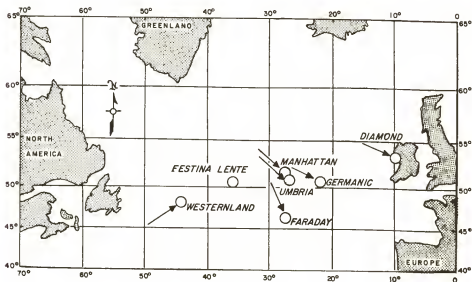 70° 60° 50° 40° 30° 20° 10° 0°
65° 65°
GREENLAND
60° 60°
N
55° 55°
NORTH
AMERICA
DIAMOND
MANHATTAN
FESTINA LENTE
GERMANIC
UMBRIA
50° 50°
WESTERNLAND
FARADAY
45° 45°
EUROPE
40° 40°
70° 60° 50° 40° 30° 20° 10° 0°